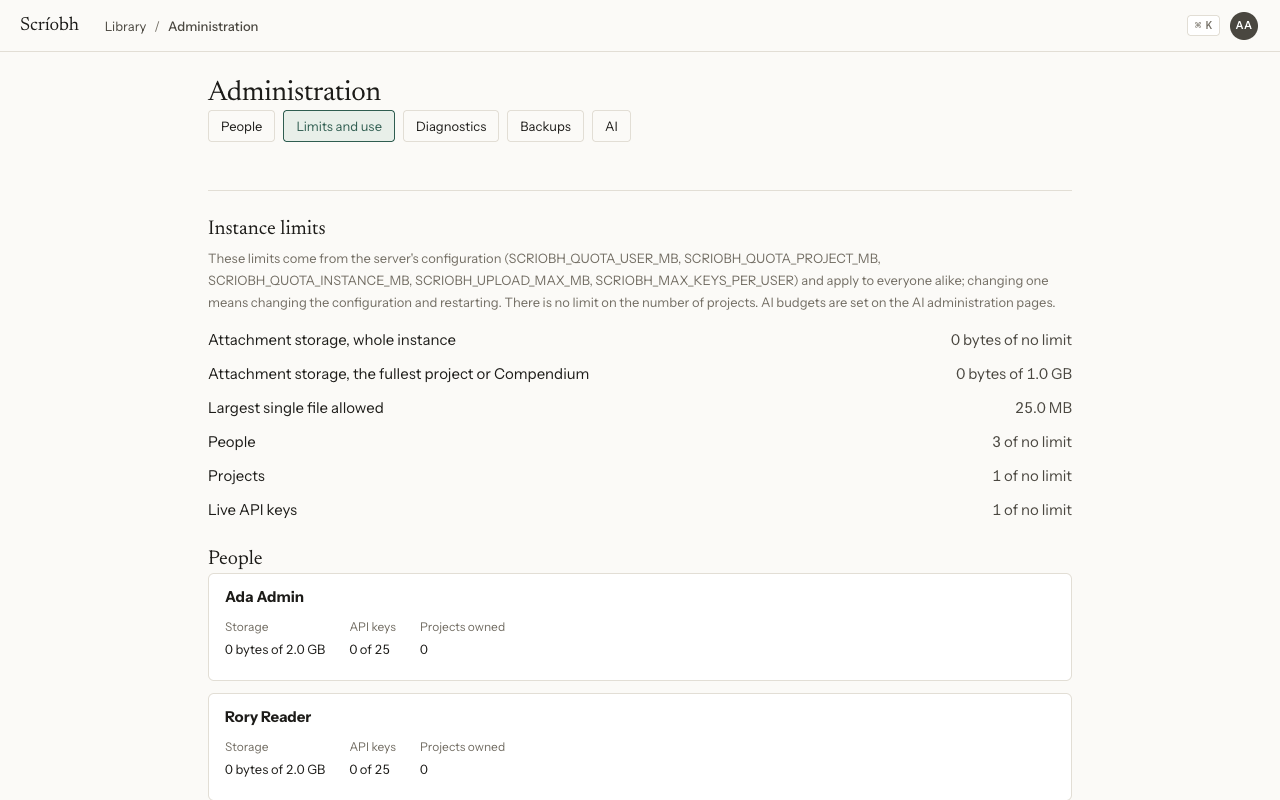 Scríobh
Library / Administration
⌘ K
AA
Administration
People
Limits and use
Diagnostics
Backups
AI
Instance limits
These limits come from the server's configuration (SCRIOBH_QUOTA_USER_MB, SCRIOBH_QUOTA_PROJECT_MB,
SCRIOBH_QUOTA_INSTANCE_MB, SCRIOBH_UPLOAD_MAX_MB, SCRIOBH_MAX_KEYS_PER_USER) and apply to everyone alike; changing one
means changing the configuration and restarting. There is no limit on the number of projects. AI budgets are set on the AI administration pages.
Attachment storage, whole instance 0 bytes of no limit
Attachment storage, the fullest project or Compendium 0 bytes of 1.0 GB
Largest single file allowed 25.0 MB
People 3 of no limit
Projects 1 of no limit
Live API keys 1 of no limit
People
Ada Admin
Storage API keys Projects owned
0 bytes of 2.0 GB 0 of 25 0
Rory Reader
Storage API keys Projects owned
0 bytes of 2.0 GB 0 of 25 0